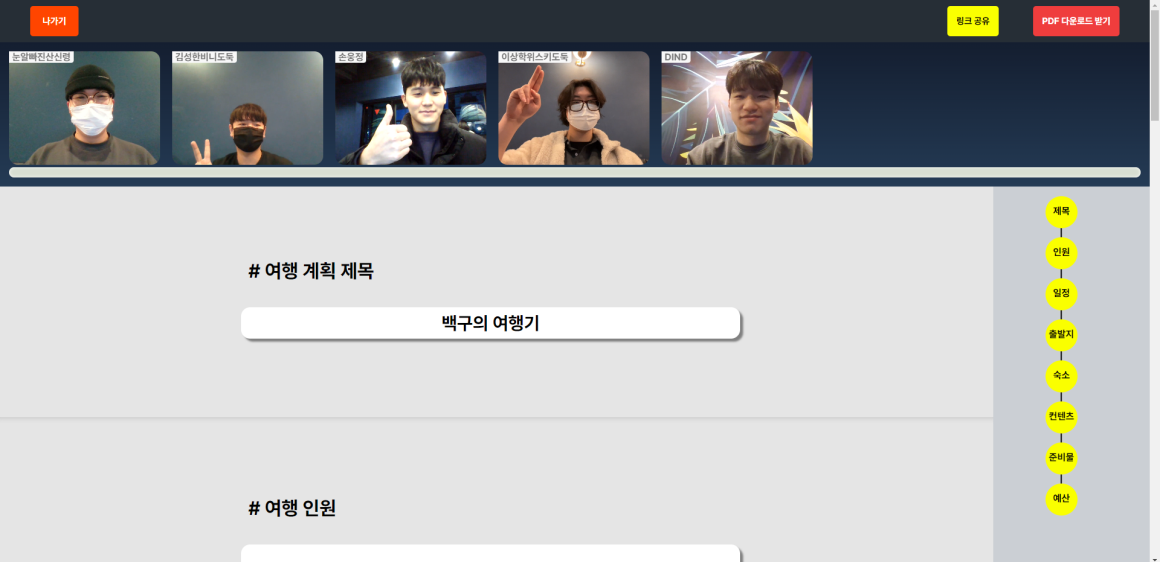 나가기
링크 공유
PDF 다운로드 받기
눈알빠진산신령
김성한비니도둑
손웅정
이상학위스키도둑
DIND
# 여행 계획 제목
백구의 여행기
# 여행 인원
제목
인원
일정
출발지
숙소
컨텐츠
준비물
예산